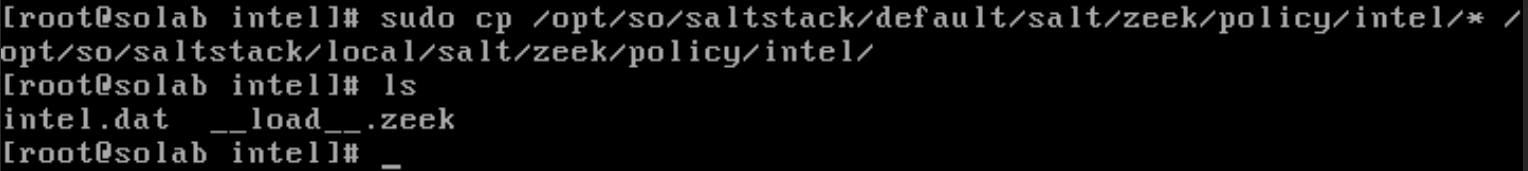 [root@solab intel]# sudo cp /opt/so/saltstack/default/salt/zeek/policy/intel/* /
opt/so/saltstack/local/salt/zeek/policy/intel/
[root@solab intel]# ls
intel.dat  __load__.zeek
[root@solab intel]# _